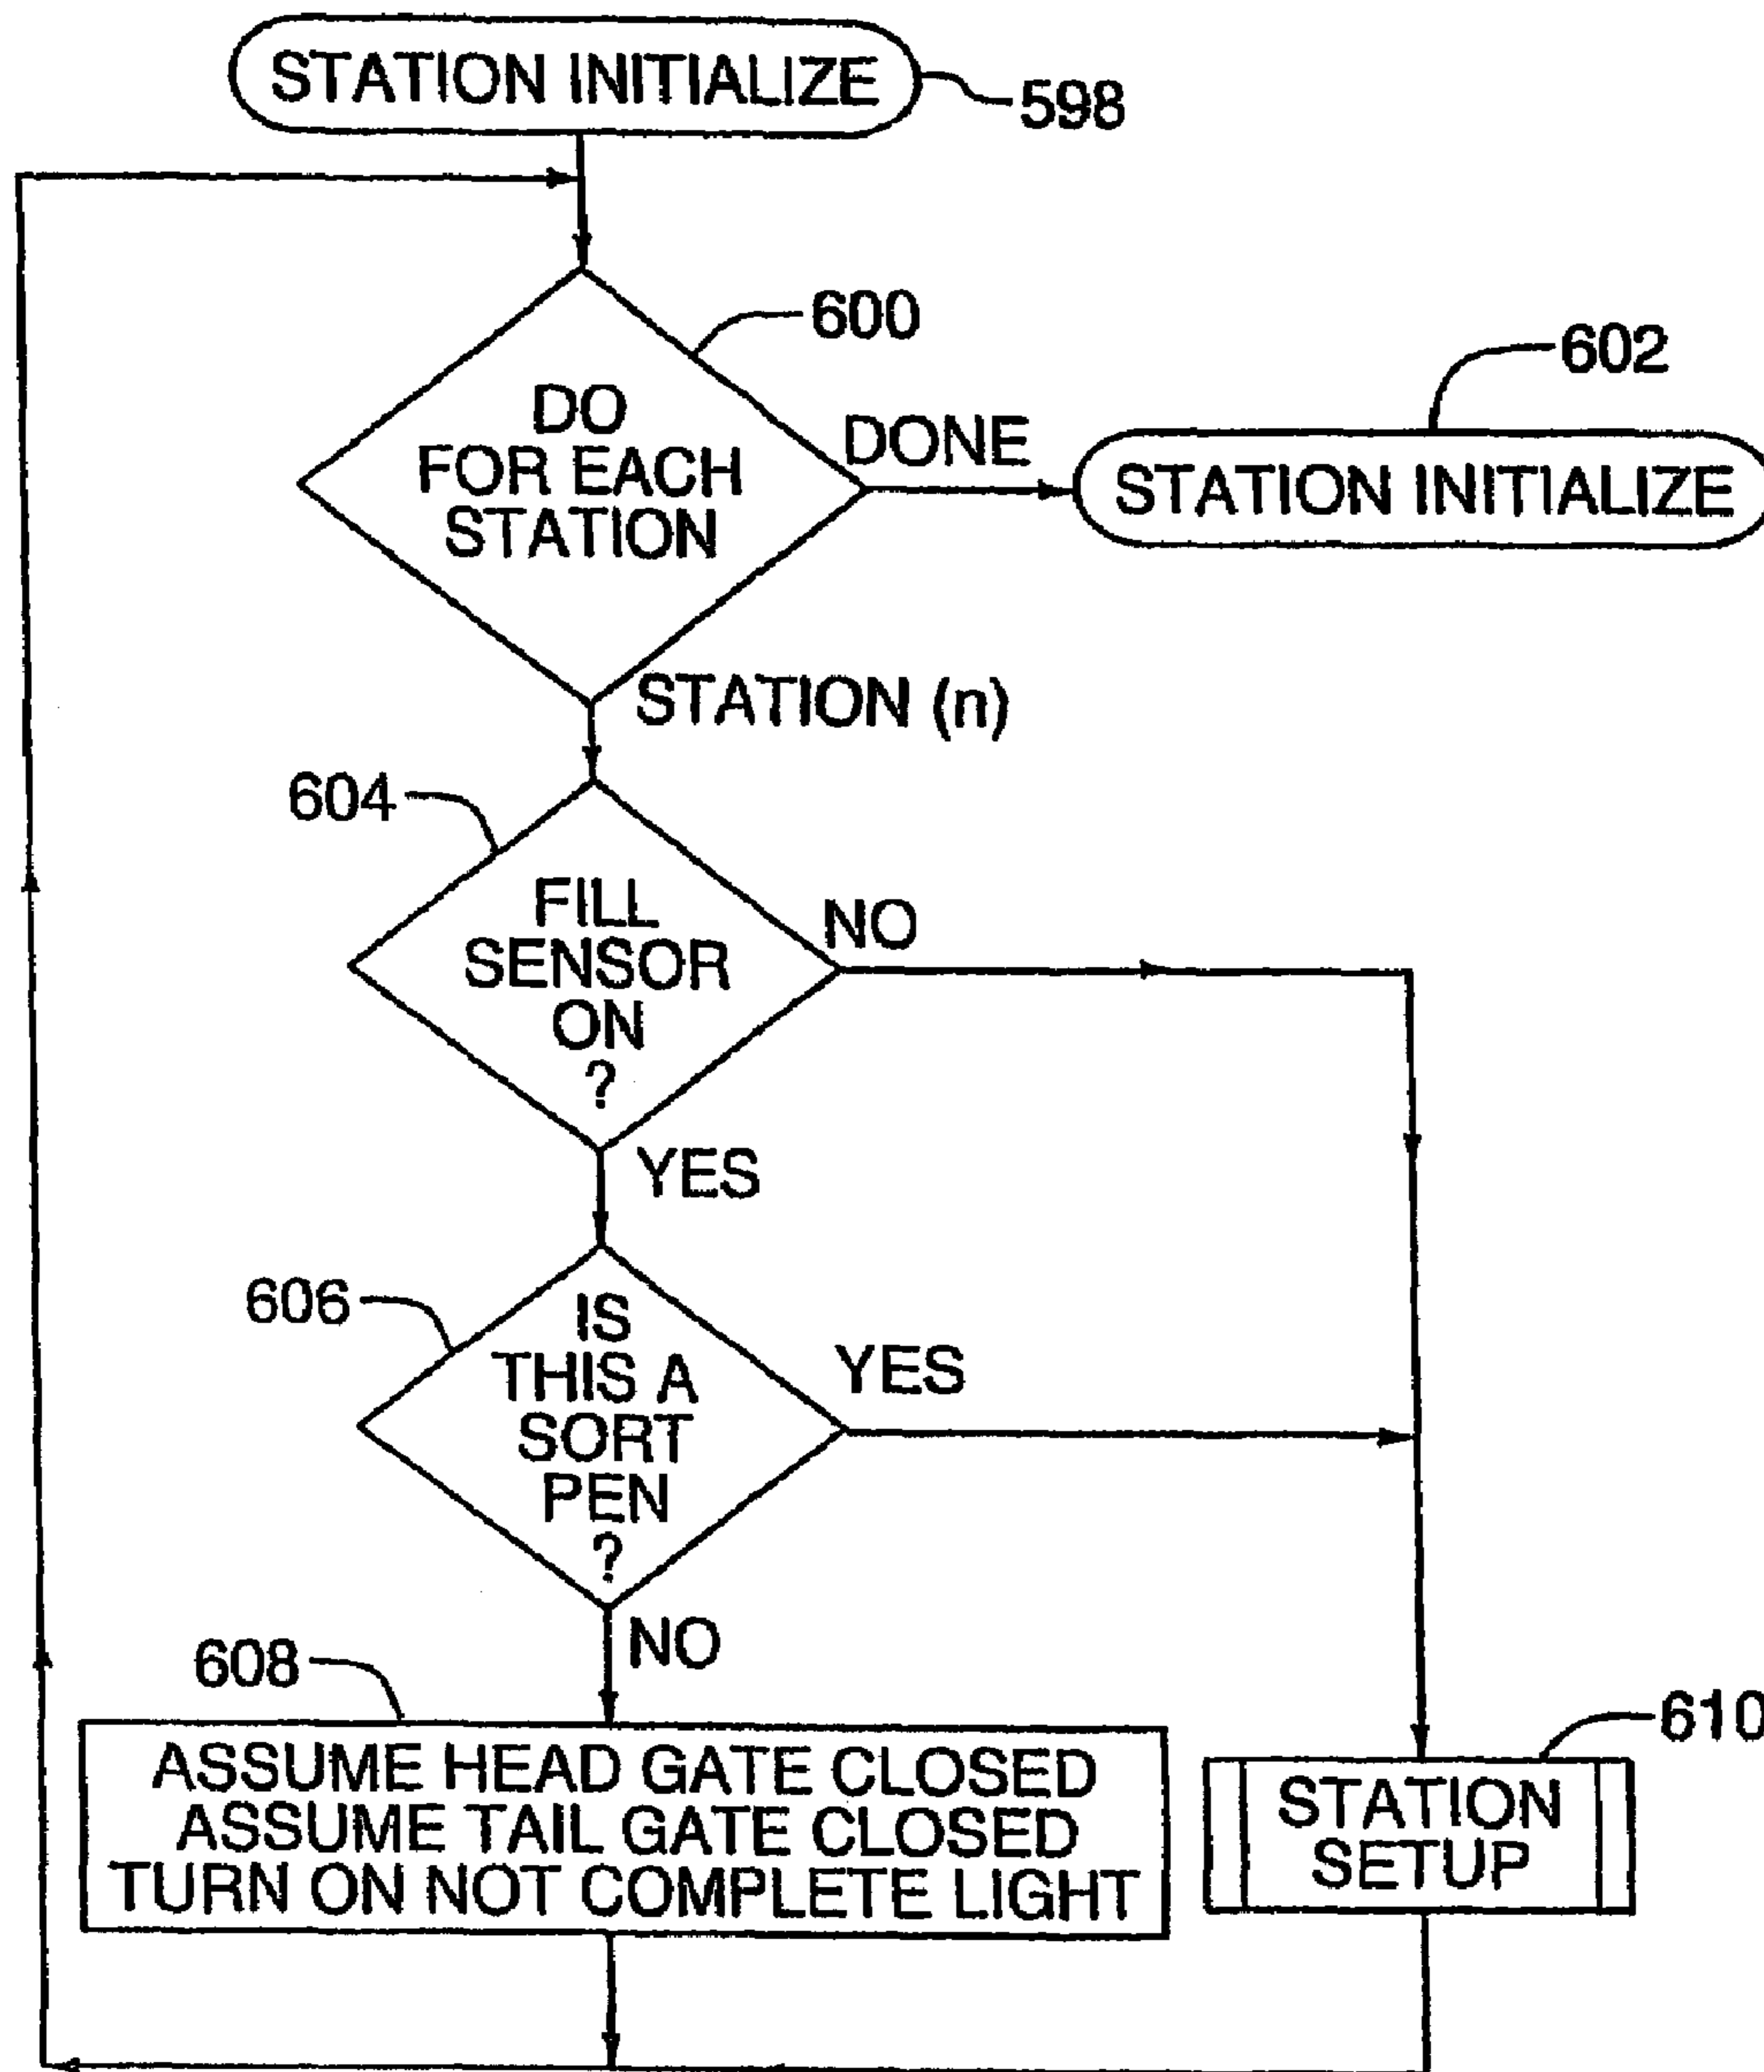 STATION INITIALIZE
598
600
DO
FOR EACH
STATION
DONE
602
STATION INITIALIZE
STATION (n)
604
FILL
SENSOR
ON
?
NO
YES
606
IS
THIS A
SORT
PEN
?
YES
NO
608
ASSUME HEAD GATE CLOSED
ASSUME TAIL GATE CLOSED
TURN ON NOT COMPLETE LIGHT
610
STATION
SETUP